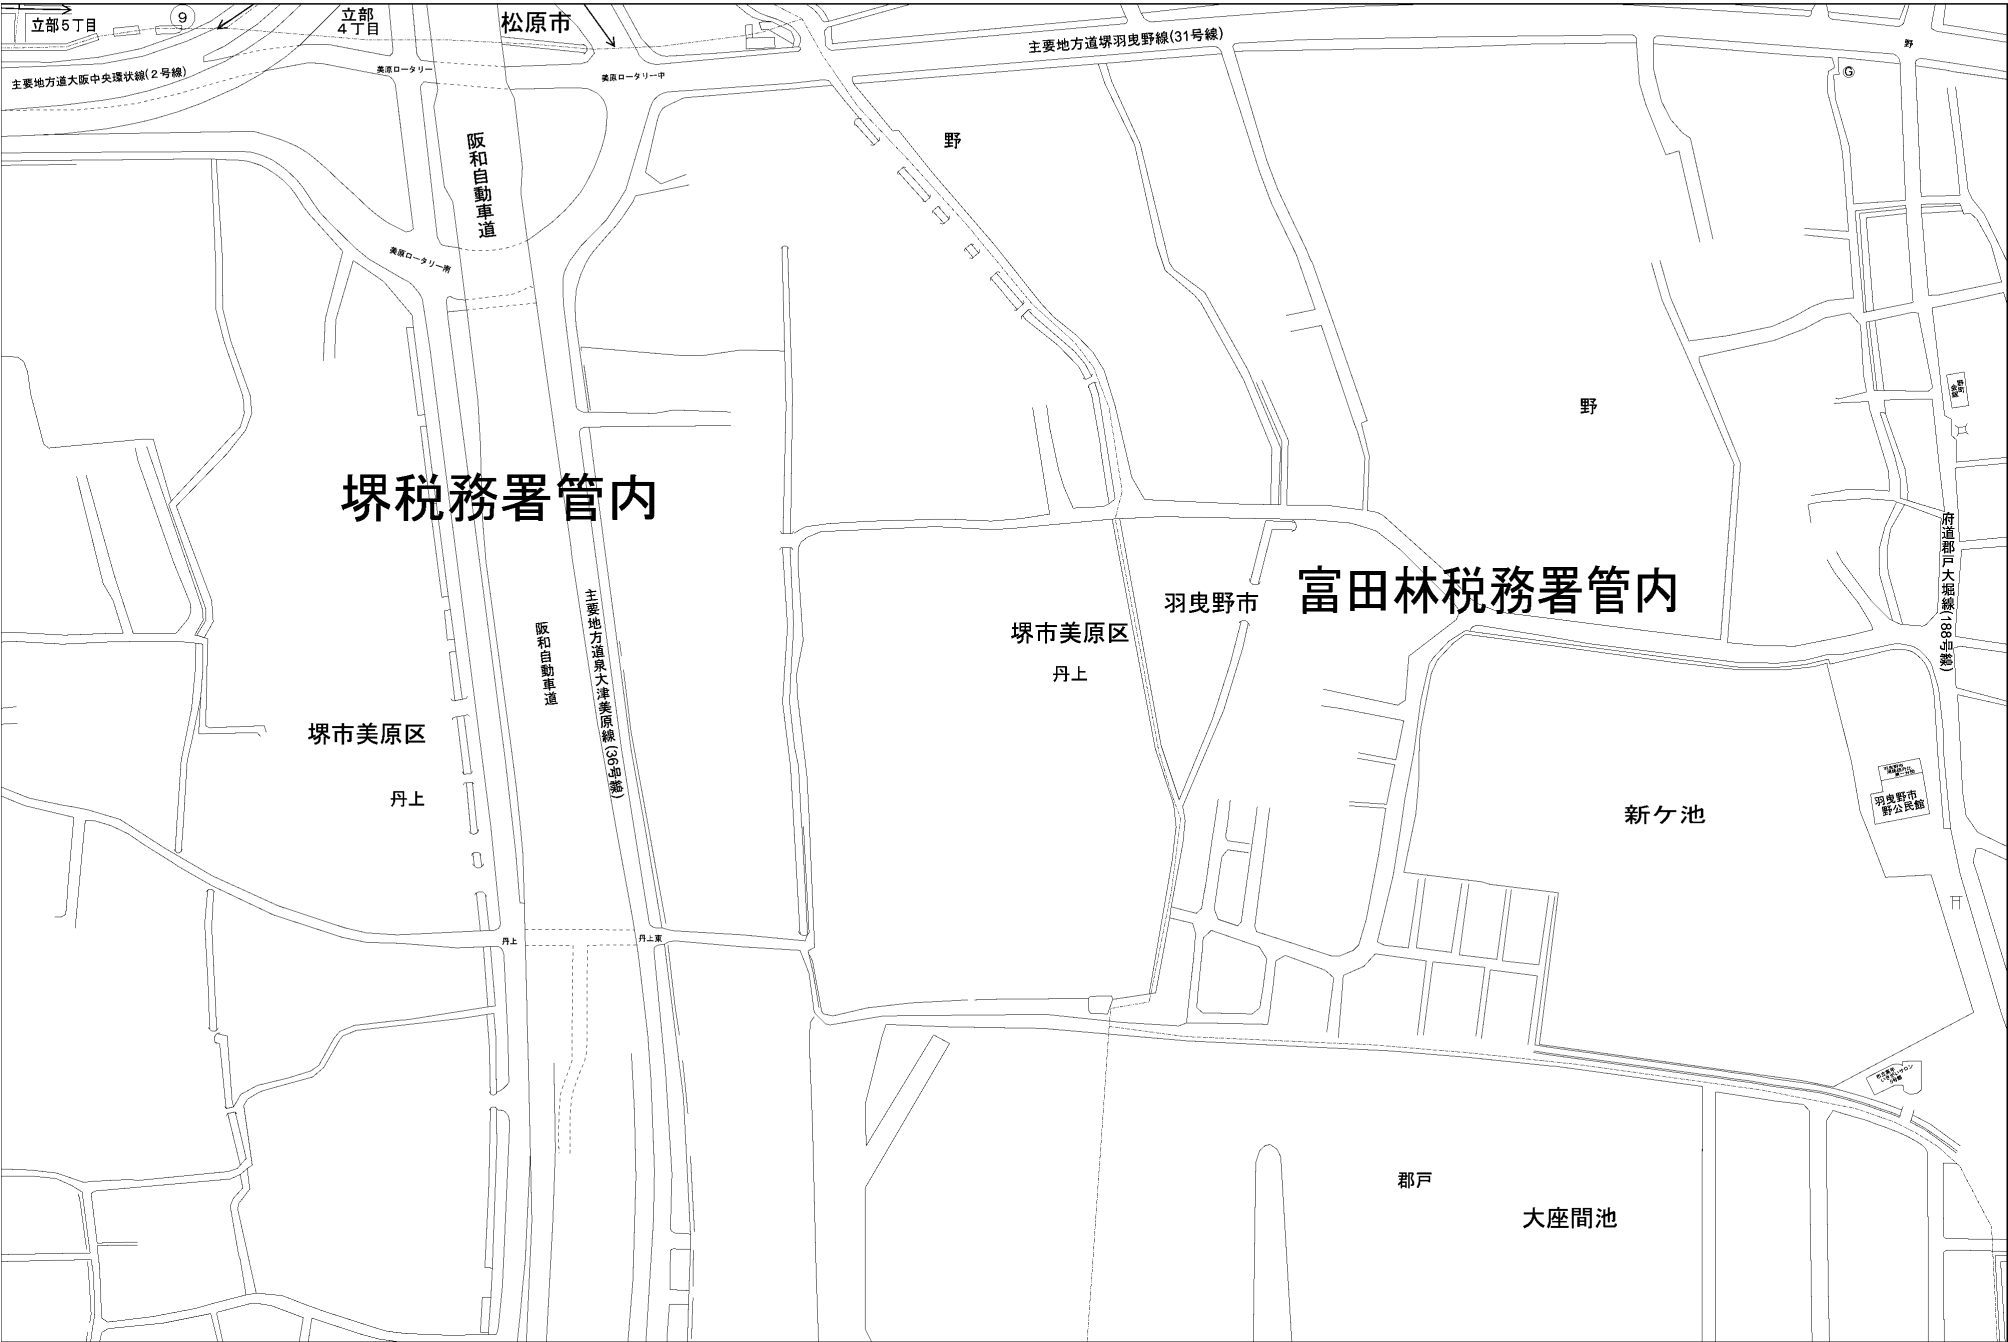 立部５丁目
⑨
立部
４丁目
松原市
主要地方道堺羽曳野線(31号線)
野
主要地方道大阪中央環状線(２号線)
美原ロータリー
美原ロータリー中
G
阪和自動車道
野
美原ロータリー南
野町
会館
野
堺税務署管内
府道郡戸大堀線(188号線)
富田林税務署管内
羽曳野市
主要地方道泉大津美原線(36号線)
阪和自動車道
堺市美原区
丹上
堺市美原区
丹上
新ケ池
羽曳野市
野公民館
丹上
丹上東
郡戸
大座間池